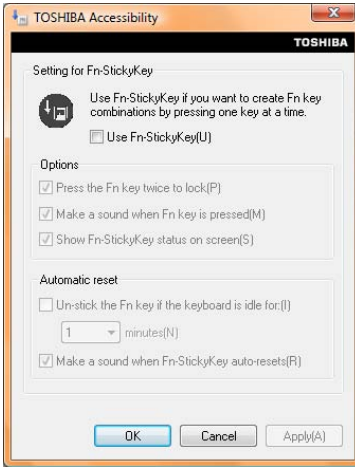 TOSHIBA Accessibility
TOSHIBA
Setting for Fn-StickyKey
Use Fn-StickyKey if you want to create Fn key
combinations by pressing one key at a time.
Use Fn-StickyKey(U)
Options
Press the Fn key twice to lock(P)
Make a sound when Fn key is pressed(M)
Show Fn-StickyKey status on screen(S)
Automatic reset
Un-stick the Fn key if the keyboard is idle for:(I)
1 minutes(N)
Make a sound when Fn-StickyKey auto-resets(R)
OK Cancel Apply(A)